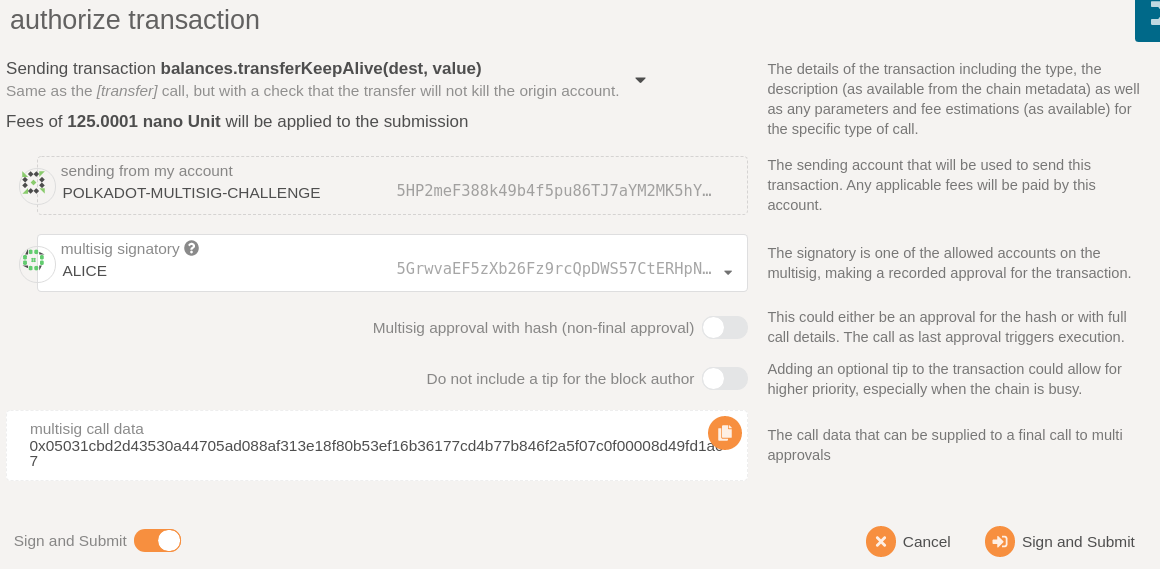 authorize transaction
Sending transaction balances.transferKeepAlive(dest, value)
Same as the [transfer] call, but with a check that the transfer will not kill the origin account.
Fees of 125.0001 nano Unit will be applied to the submission
The details of the transaction including the type, the
description (as available from the chain metadata) as well
as any parameters and fee estimations (as available) for
the specific type of call.
sending from my account
POLKADOT-MULTISIG-CHALLENGE 5HP2meF388k49b4f5pu86TJ7aYM2MK5hY…
The sending account that will be used to send this
transaction. Any applicable fees will be paid by this
account.
multisig signatory
ALICE 5GrwvaEF5zXb26Fz9rcQpDWS57CtERHpN…
The signatory is one of the allowed accounts on the
multisig, making a recorded approval for the transaction.
Multisig approval with hash (non-final approval)
This could either be an approval for the hash or with full
call details. The call as last approval triggers execution.
Do not include a tip for the block author
Adding an optional tip to the transaction could allow for
higher priority, especially when the chain is busy.
multisig call data
0x05031cbd2d43530a44705ad088af313e18f80b53ef16b36177cd4b77b846f2a5f07c0f00008d49fd1a
7
The call data that can be supplied to a final call to multi
approvals
Sign and Submit
Cancel
Sign and Submit